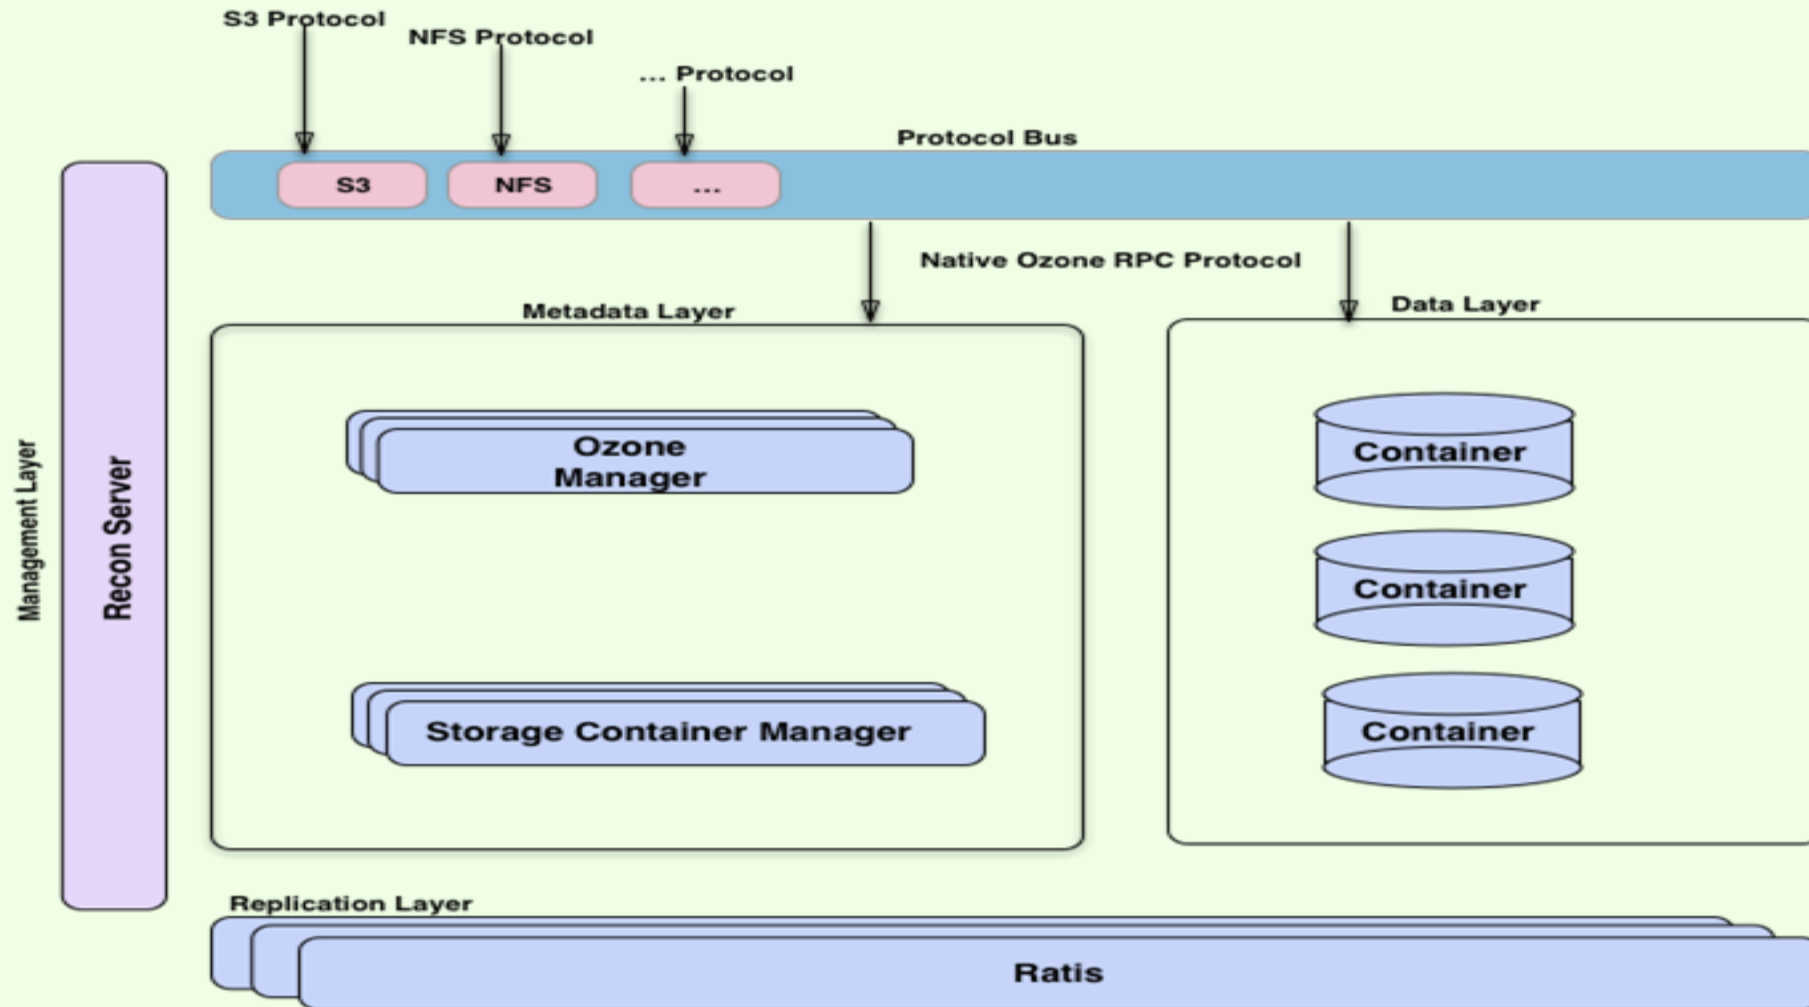 S3 Protocol
NFS Protocol
... Protocol
Protocol Bus
S3
NFS
...
Native Ozone RPC Protocol
Metadata Layer
Data Layer
Ozone
Manager
Container
Container
Storage Container Manager
Container
Management Layer
Recon Server
Replication Layer
Ratis